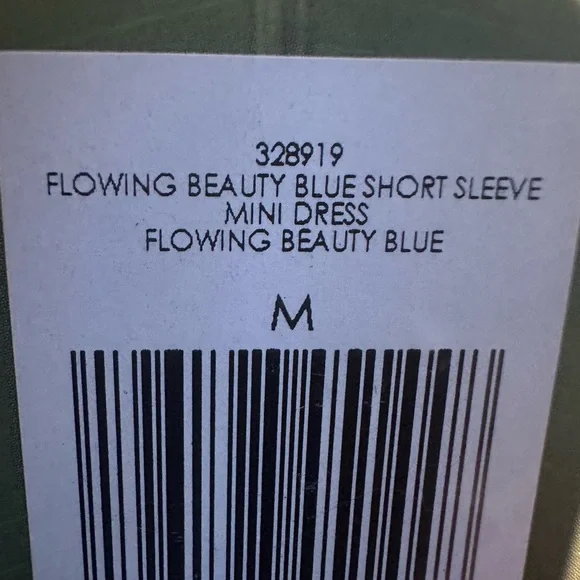 328919
FLOWING BEAUTY BLUE SHORT SLEEVE
MINI DRESS
FLOWING BEAUTY BLUE
M